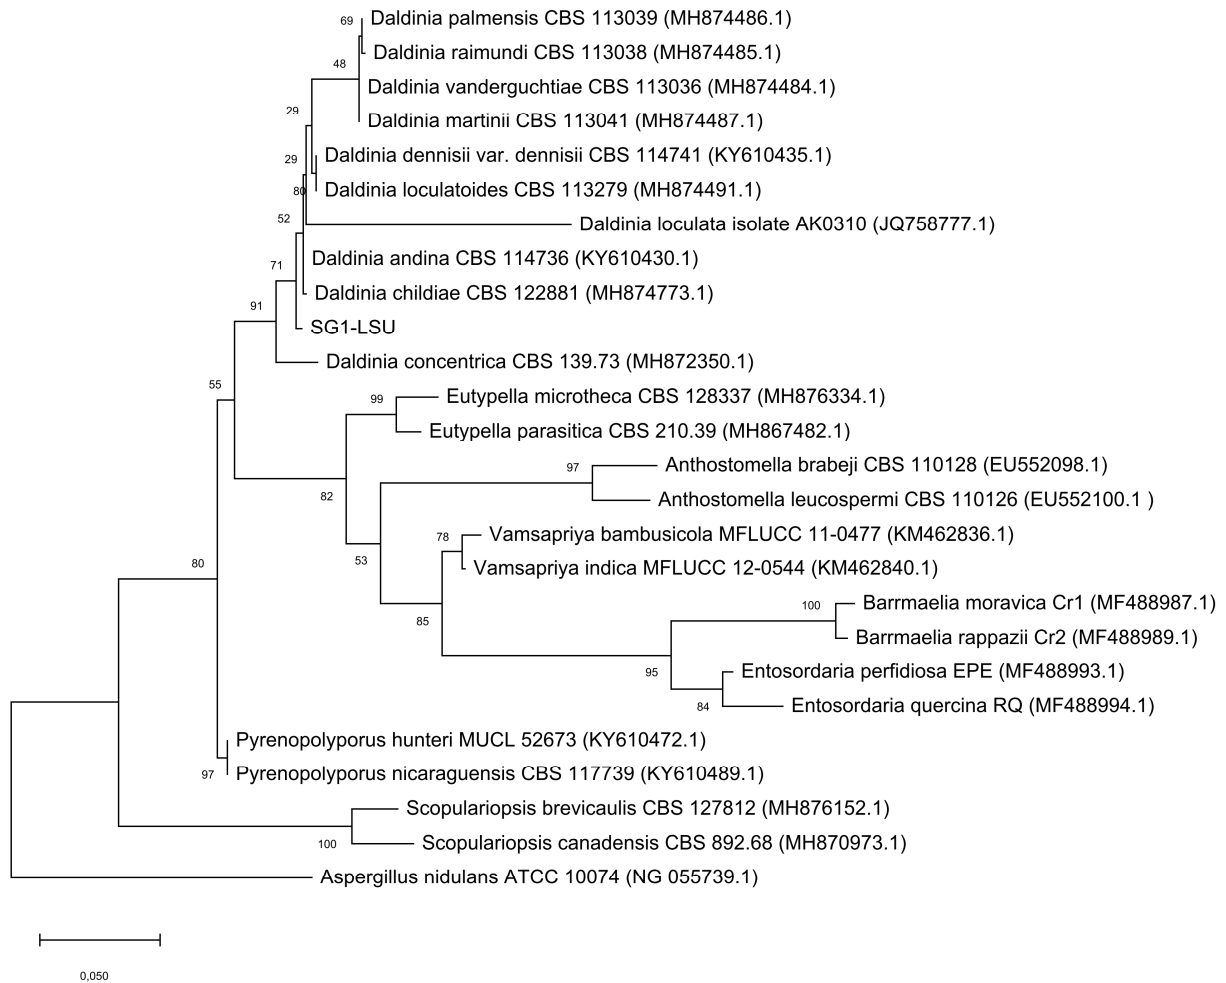 69
Daldinia palmensis CBS 113039 (MH874486.1)
Daldinia raimundi CBS 113038 (MH874485.1)
48
Daldinia vanderguchtiae CBS 113036 (MH874484.1)
29
Daldinia martinii CBS 113041 (MH874487.1)
29
Daldinia dennisii var. dennisii CBS 114741 (KY610435.1)
80
Daldinia loculatoides CBS 113279 (MH874491.1)
52
Daldinia loculata isolate AK0310 (JQ758777.1)
71
Daldinia andina CBS 114736 (KY610430.1)
Daldinia childiae CBS 122881 (MH874773.1)
91
SG1-LSU
Daldinia concentrica CBS 139.73 (MH872350.1)
55
99
Eutypella microtheca CBS 128337 (MH876334.1)
Eutypella parasitica CBS 210.39 (MH867482.1)
97
Anthostomella brabeji CBS 110128 (EU552098.1)
82
Anthostomella leucospermi CBS 110126 (EU552100.1 )
78
Vamsapriya bambusicola MFLUCC 11-0477 (KM462836.1)
53
80
Vamsapriya indica MFLUCC 12-0544 (KM462840.1)
100
Barrmaelia moravica Cr1 (MF488987.1)
85
Barrmaelia rappazii Cr2 (MF488989.1)
95
Entosordaria perfidiosa EPE (MF488993.1)
84
Entosordaria quercina RQ (MF488994.1)
Pyrenopolyporus hunteri MUCL 52673 (KY610472.1)
97
Pyrenopolyporus nicaraguensis CBS 117739 (KY610489.1)
Scopulariopsis brevicaulis CBS 127812 (MH876152.1)
100
Scopulariopsis canadensis CBS 892.68 (MH870973.1)
Aspergillus nidulans ATCC 10074 (NG 055739.1)
0,050